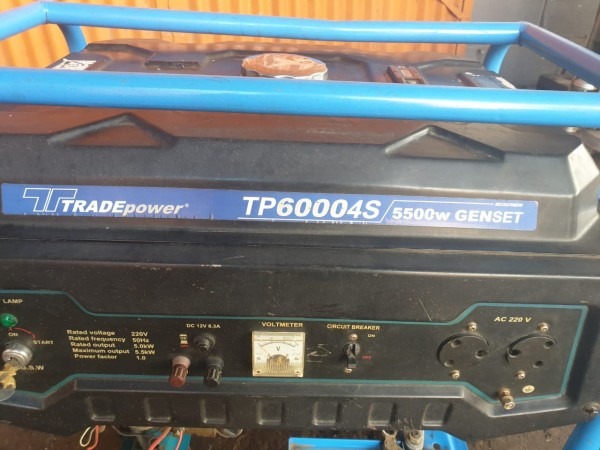 TT TRADEpower®
TP60004S / 5500w GENSET
LAMP
ON
START
E.S.W
Rated voltage 220V
Rated frequency 50Hz
Rated output 5.0kW
Maximum output 5.5kW
Power factor 1.0
DC 12V 8.3A
VOLTMETER
V
CIRCUIT BREAKER
ON
AC 220 V